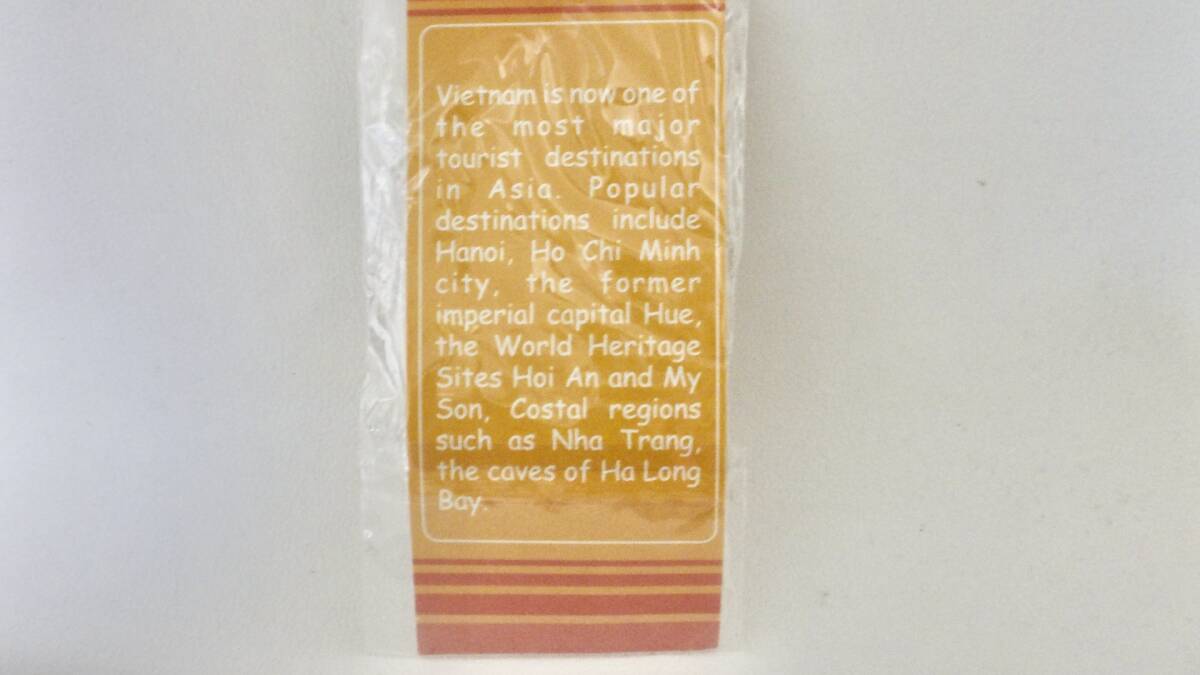 Vietnam is now one of
the most major
tourist destinations
in Asia. Popular
destinations include
Hanoi, Ho Chi Minh
city, the former
imperial capital Hue,
the World Heritage
Sites Hoi An and My
Son, Costal regions
such as Nha Trang,
the caves of Ha Long
Bay.